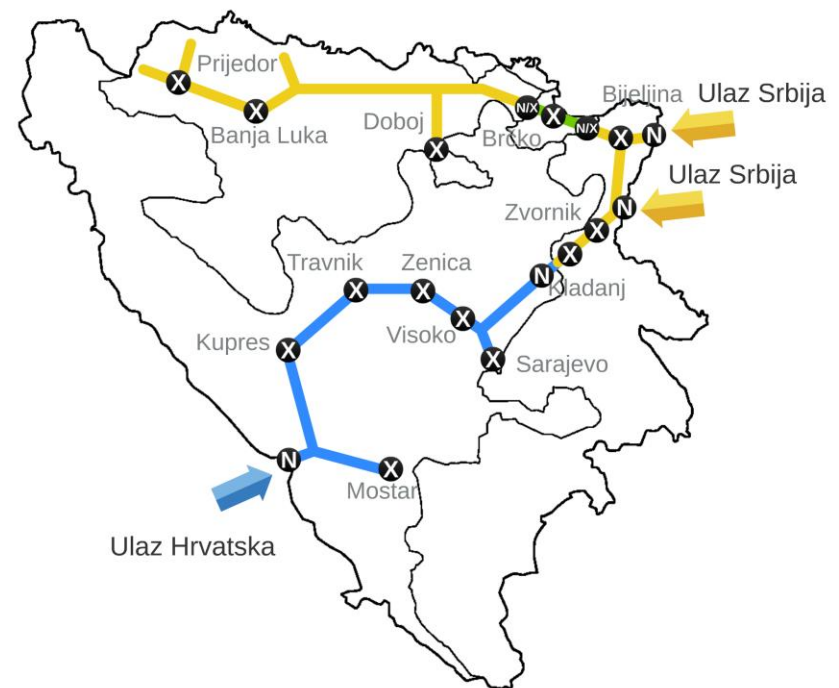 Prijedor
X
Banja Luka
X
Doboj
X
N/X
X
N/X
Brčko
Bijeljina
X
N
Ulaz Srbija
N
Ulaz Srbija
Zvornik
X
X
N
Kladanj
Travnik
X
Zenica
X
Visoko
X
X
Sarajevo
Kupres
X
N
X
Mostar
Ulaz Hrvatska